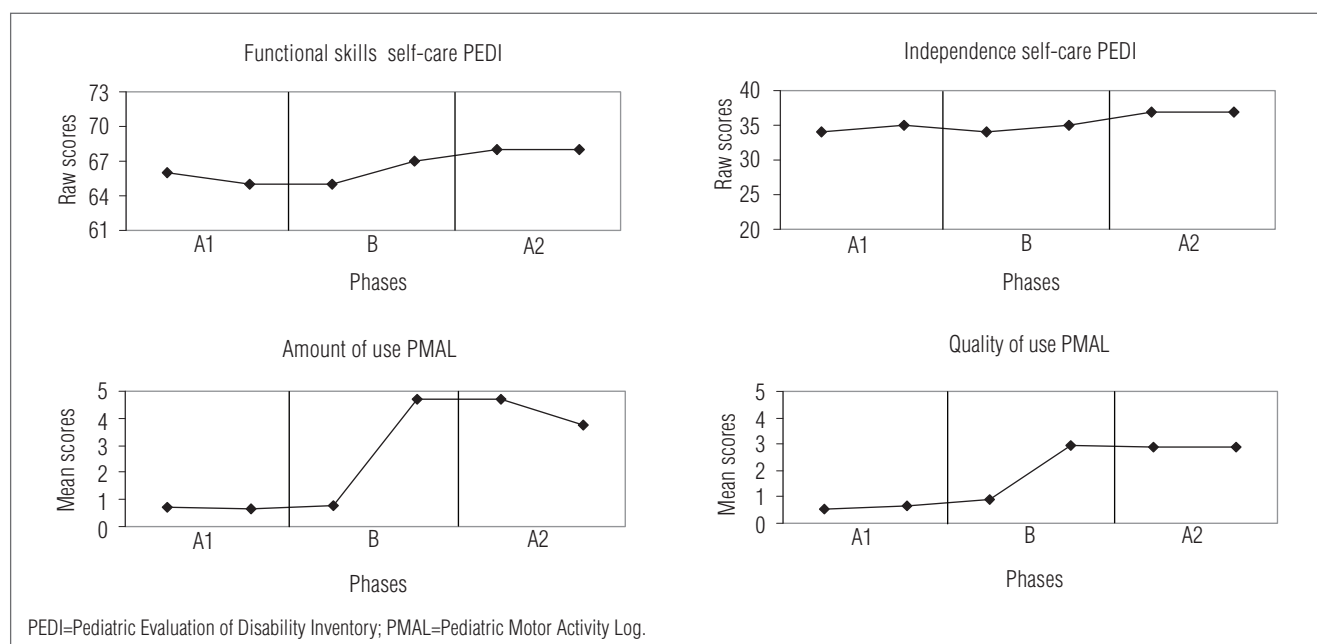 Functional skills self-care PEDI
Raw scores
73
70
67
64
61
A1 B A2
Phases
Independence self-care PEDI
Raw scores
40
35
30
25
20
A1 B A2
Phases
Amount of use PMAL
Mean scores
5
4
3
2
1
0
A1 B A2
Phases
Quality of use PMAL
Mean scores
5
4
3
2
1
0
A1 B A2
Phases
PEDI=Pediatric Evaluation of Disability Inventory; PMAL=Pediatric Motor Activity Log.